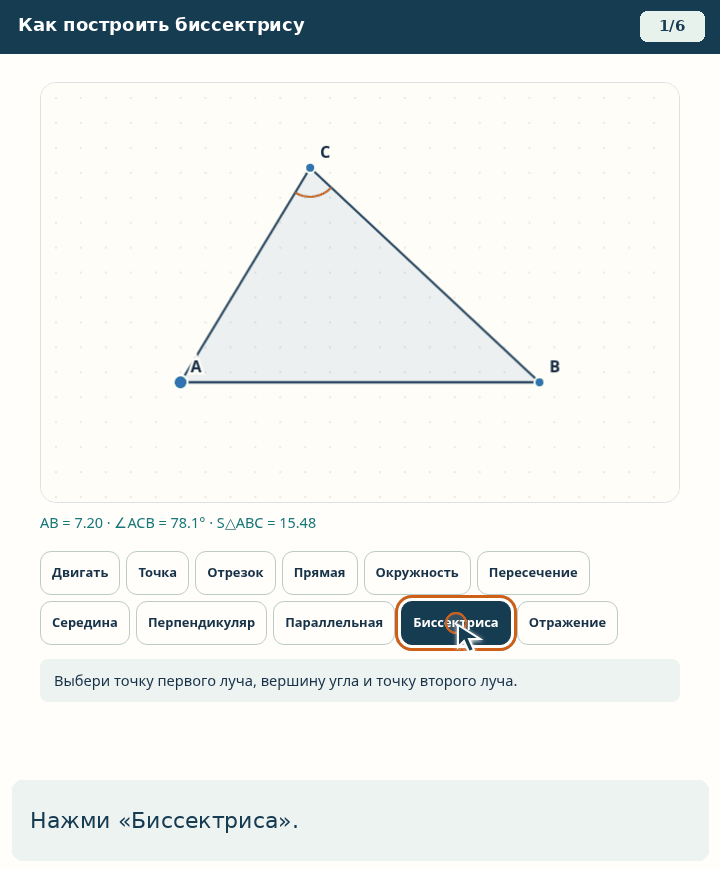 Как построить биссектрису
1/6
C
A
B
AB = 7.20 · ∠ACB = 78.1° · S△ABC = 15.48
Двигать Точка Отрезок Прямая Окружность Пересечение
Середина Перпендикуляр Параллельная Биссектриса Отражение
Выбери точку первого луча, вершину угла и точку второго луча.
Нажми «Биссектриса».